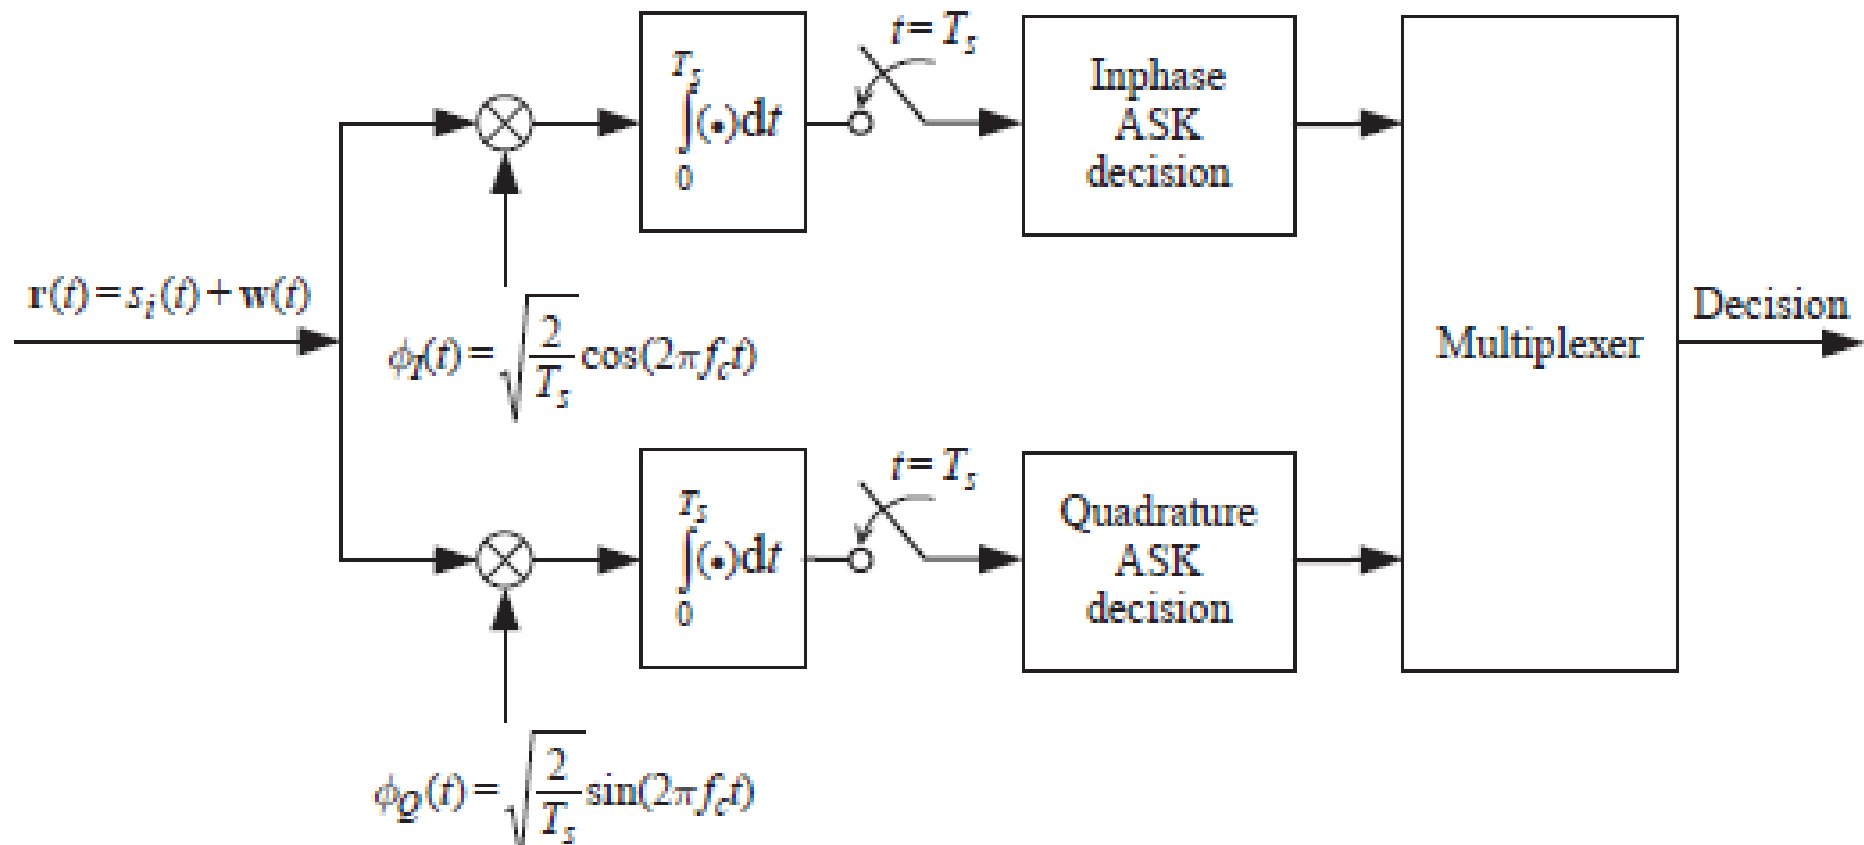 t = T_s
T_s
∫(•)dt
0
Inphase
ASK
decision
r(t) = s_i(t) + w(t)
ϕ_I(t) = √(2/T_s) cos(2πf_c t)
Multiplexer
Decision
t = T_s
T_s
∫(•)dt
0
Quadrature
ASK
decision
ϕ_Q(t) = √(2/T_s) sin(2πf_c t)